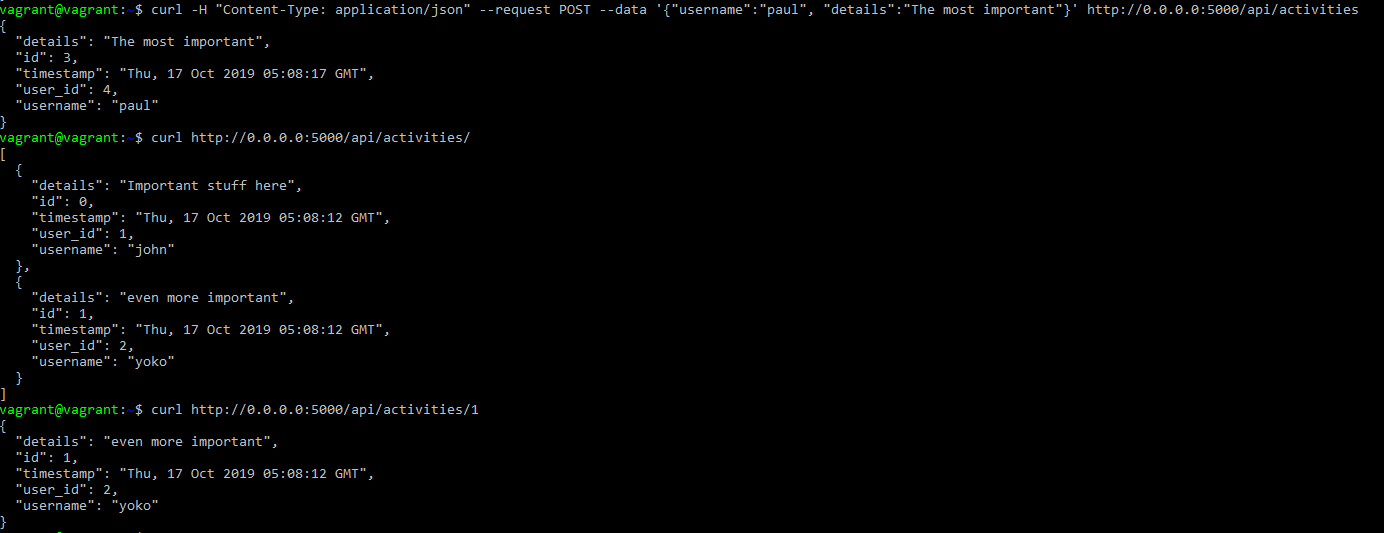 vagrant@vagrant:~$ curl -H "Content-Type: application/json" --request POST --data '{"username":"paul", "details":"The most important"}' http://0.0.0.0:5000/api/activities
{
  "details": "The most important",
  "id": 3,
  "timestamp": "Thu, 17 Oct 2019 05:08:17 GMT",
  "user_id": 4,
  "username": "paul"
}
vagrant@vagrant:~$ curl http://0.0.0.0:5000/api/activities/
[
  {
    "details": "Important stuff here",
    "id": 0,
    "timestamp": "Thu, 17 Oct 2019 05:08:12 GMT",
    "user_id": 1,
    "username": "john"
  },
  {
    "details": "even more important",
    "id": 1,
    "timestamp": "Thu, 17 Oct 2019 05:08:12 GMT",
    "user_id": 2,
    "username": "yoko"
  }
]
vagrant@vagrant:~$ curl http://0.0.0.0:5000/api/activities/1
{
  "details": "even more important",
  "id": 1,
  "timestamp": "Thu, 17 Oct 2019 05:08:12 GMT",
  "user_id": 2,
  "username": "yoko"
}